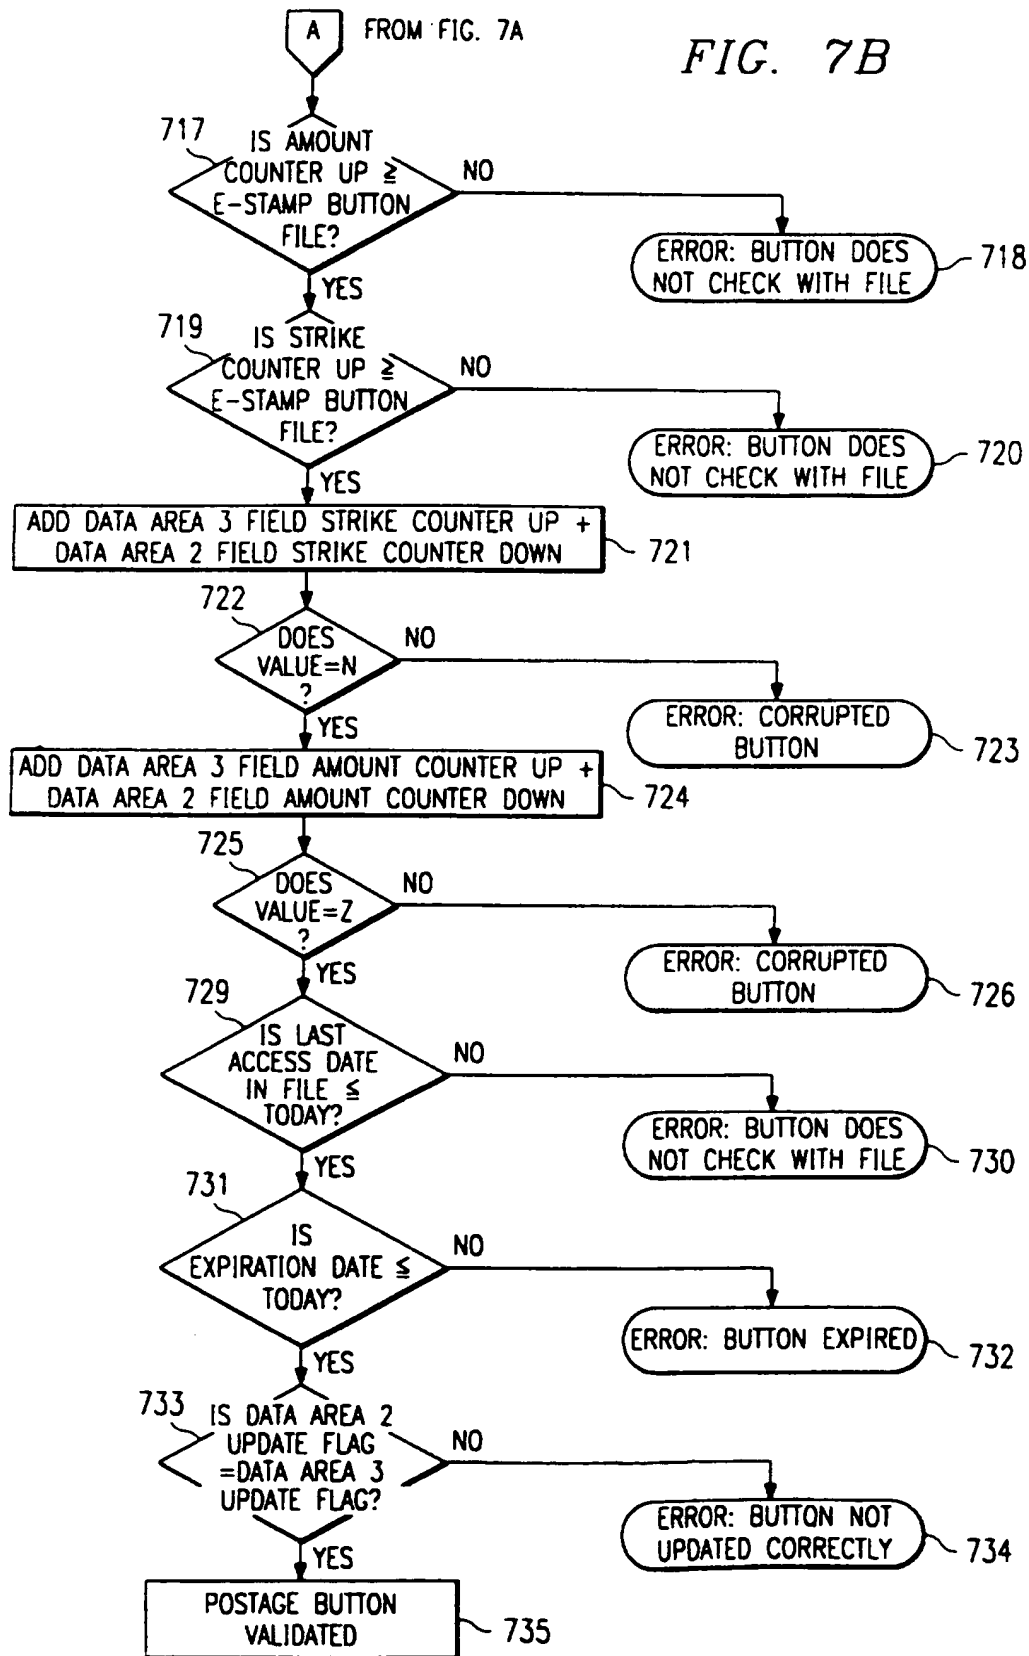 A FROM FIG. 7A
FIG. 7B
717
IS AMOUNT
COUNTER UP ≧
E-STAMP BUTTON
FILE?
NO
ERROR: BUTTON DOES
NOT CHECK WITH FILE
718
YES
719
IS STRIKE
COUNTER UP ≧
E-STAMP BUTTON
FILE?
NO
ERROR: BUTTON DOES
NOT CHECK WITH FILE
720
YES
ADD DATA AREA 3 FIELD STRIKE COUNTER UP +
DATA AREA 2 FIELD STRIKE COUNTER DOWN
721
722
DOES
VALUE=N
?
NO
ERROR: CORRUPTED
BUTTON
723
YES
ADD DATA AREA 3 FIELD AMOUNT COUNTER UP +
DATA AREA 2 FIELD AMOUNT COUNTER DOWN
724
725
DOES
VALUE=Z
?
NO
ERROR: CORRUPTED
BUTTON
726
YES
729
IS LAST
ACCESS DATE
IN FILE ≦
TODAY?
NO
ERROR: BUTTON DOES
NOT CHECK WITH FILE
730
YES
731
IS
EXPIRATION DATE ≦
TODAY?
NO
ERROR: BUTTON EXPIRED
732
YES
733
IS DATA AREA 2
UPDATE FLAG
=DATA AREA 3
UPDATE FLAG?
NO
ERROR: BUTTON NOT
UPDATED CORRECTLY
734
YES
POSTAGE BUTTON
VALIDATED
735